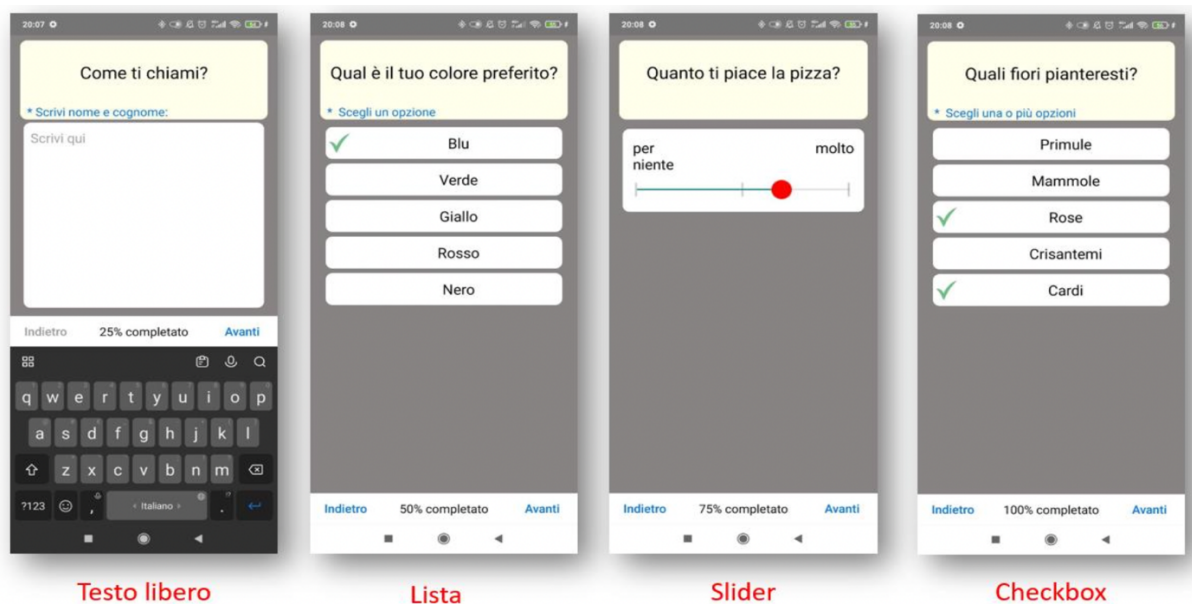 20:07
Come ti chiami?
* Scrivi nome e cognome:
Scrivi qui
Indietro 25% completato Avanti
q w e r t y u i o p
a s d f g h j k l
z x c v b n m
?123 , < Italiano > .
Testo libero
20:08
Qual è il tuo colore preferito?
* Scegli un opzione
Blu
Verde
Giallo
Rosso
Nero
Indietro 50% completato Avanti
Lista
20:08
Quanto ti piace la pizza?
per molto
niente
Indietro 75% completato Avanti
Slider
20:08
Quali fiori pianteresti?
* Scegli una o più opzioni
Primule
Mammole
Rose
Crisantemi
Cardi
Indietro 100% completato Avanti
Checkbox